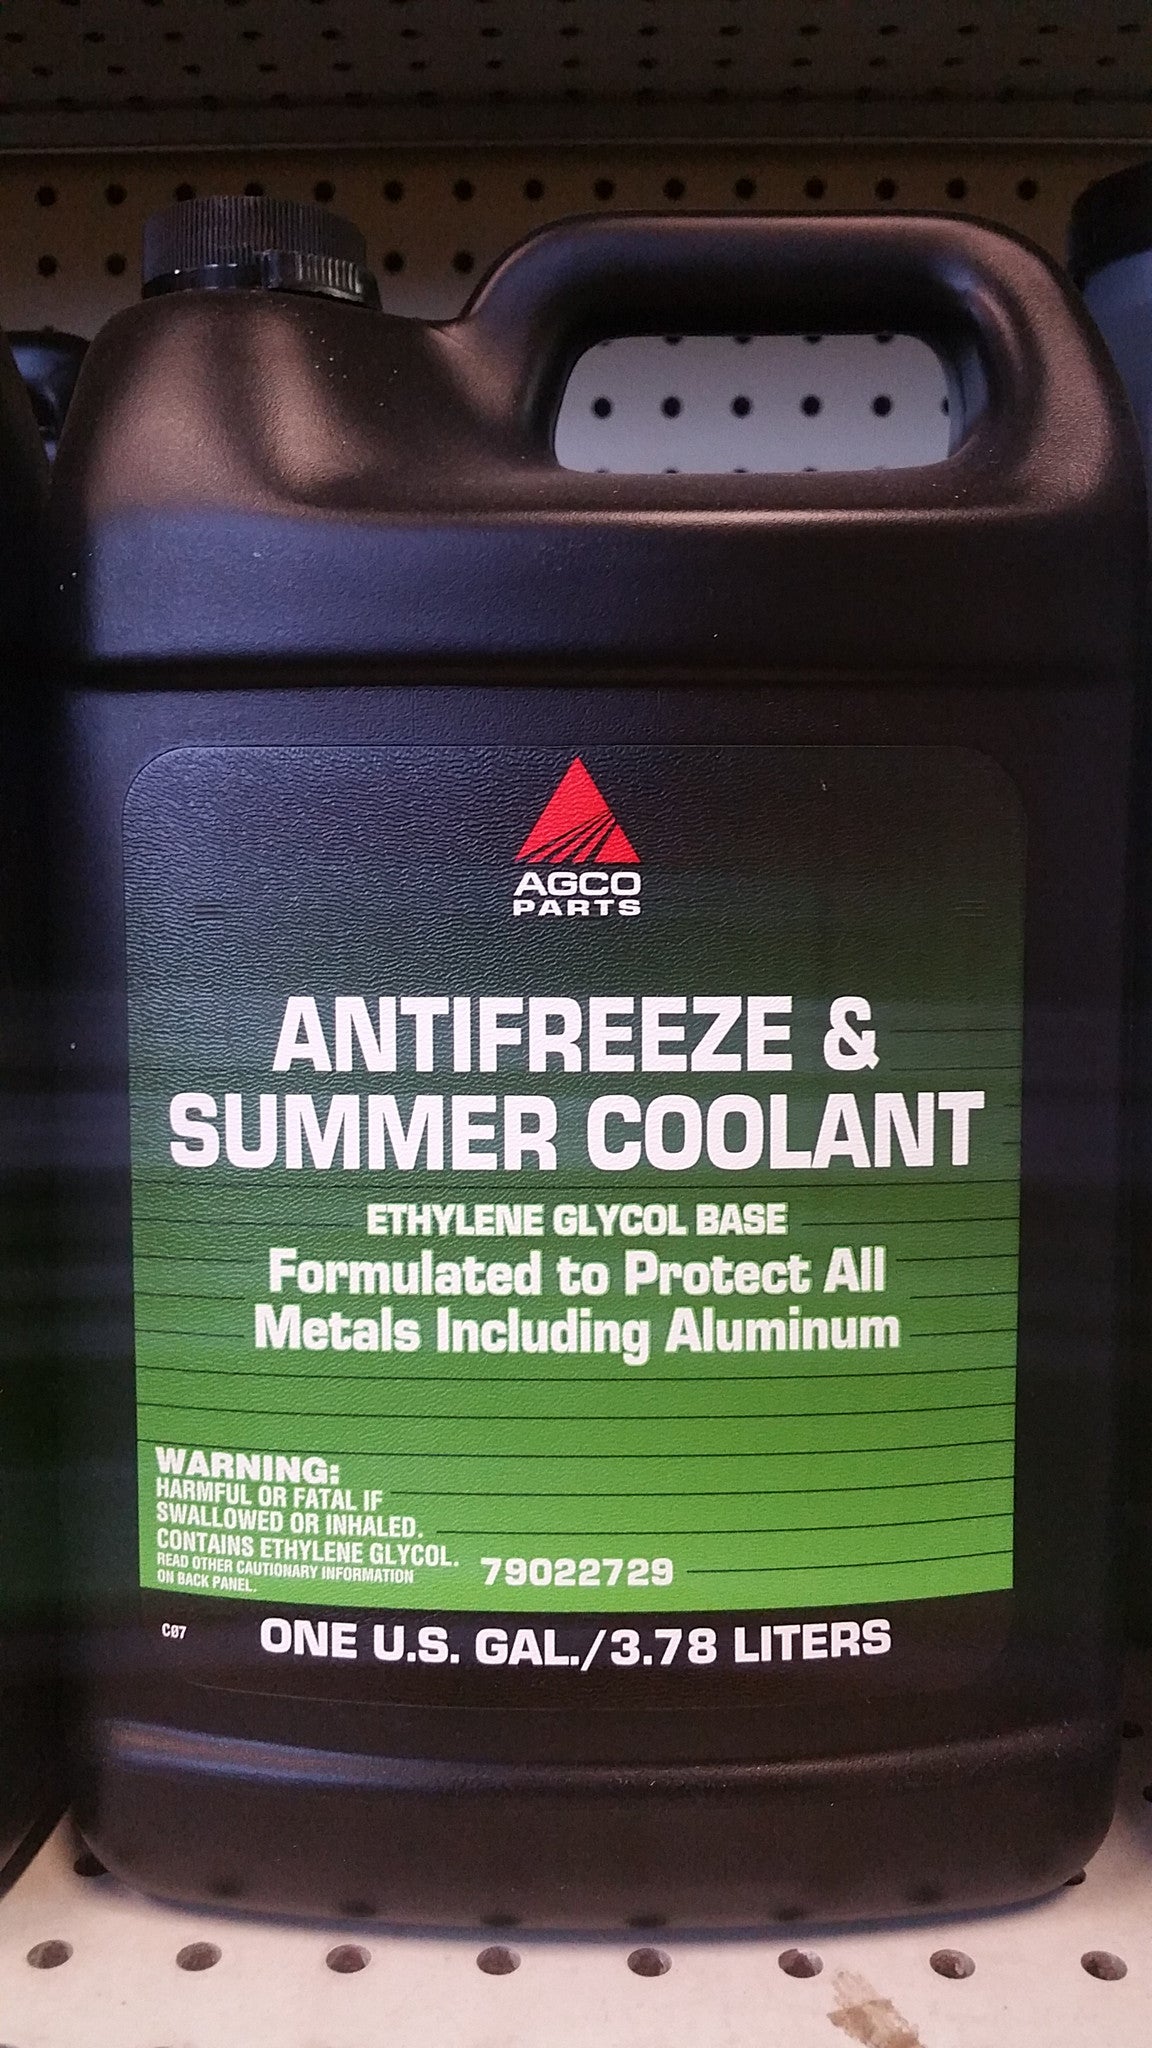 AGCO
PARTS
ANTIFREEZE &
SUMMER COOLANT
ETHYLENE GLYCOL BASE
Formulated to Protect All
Metals Including Aluminum
WARNING:
HARMFUL OR FATAL IF
SWALLOWED OR INHALED.
CONTAINS ETHYLENE GLYCOL.
READ OTHER CAUTIONARY INFORMATION
ON BACK PANEL.
79022729
C07
ONE U.S. GAL./3.78 LITERS